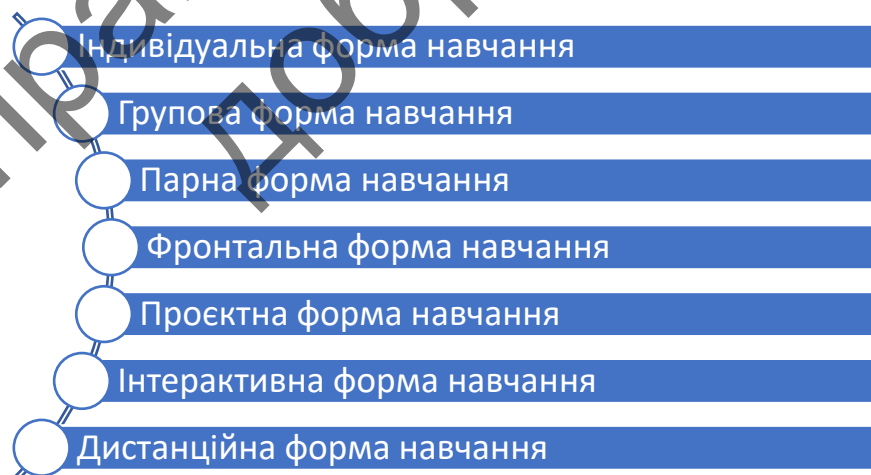 Індивідуальна форма навчання
Групова форма навчання
Парна форма навчання
Фронтальна форма навчання
Проєктна форма навчання
Інтерактивна форма навчання
Дистанційна форма навчання